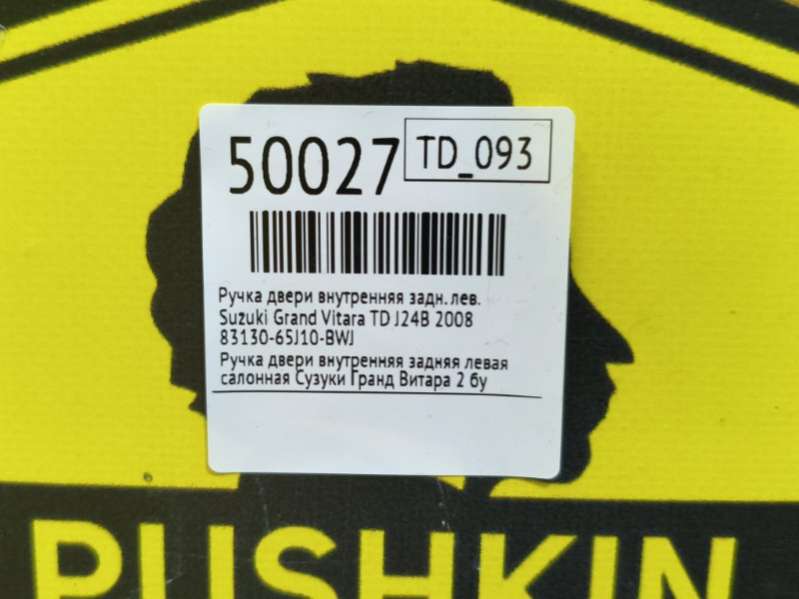 50027
TD_093
Ручка двери внутренняя задн. лев.
Suzuki Grand Vitara TD J24B 2008
83130-65J10-BWJ
Ручка двери внутренняя задняя левая
салонная Сузуки Гранд Витара 2 бу
PUSHKIN